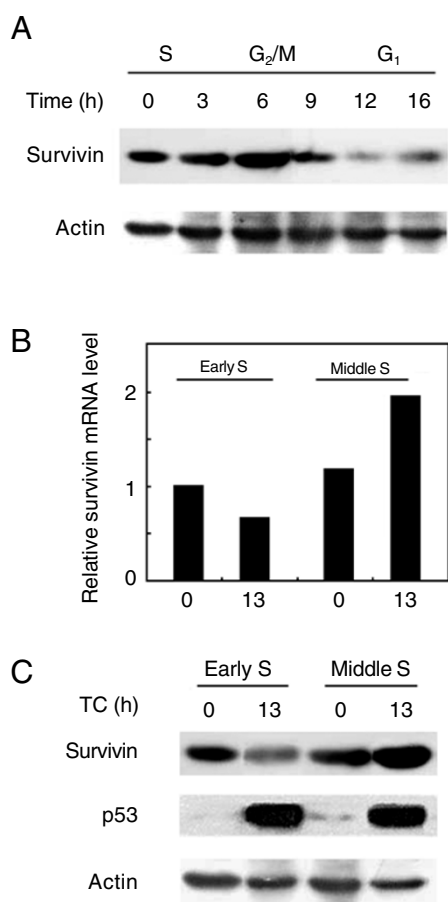 A
S G₂/M G₁
Time (h) 0 3 6 9 12 16
Survivin
Actin
B
Relative survivin mRNA level
2
Early S Middle S
1
0
0 13 0 13
C
Early S Middle S
TC (h) 0 13 0 13
Survivin
p53
Actin